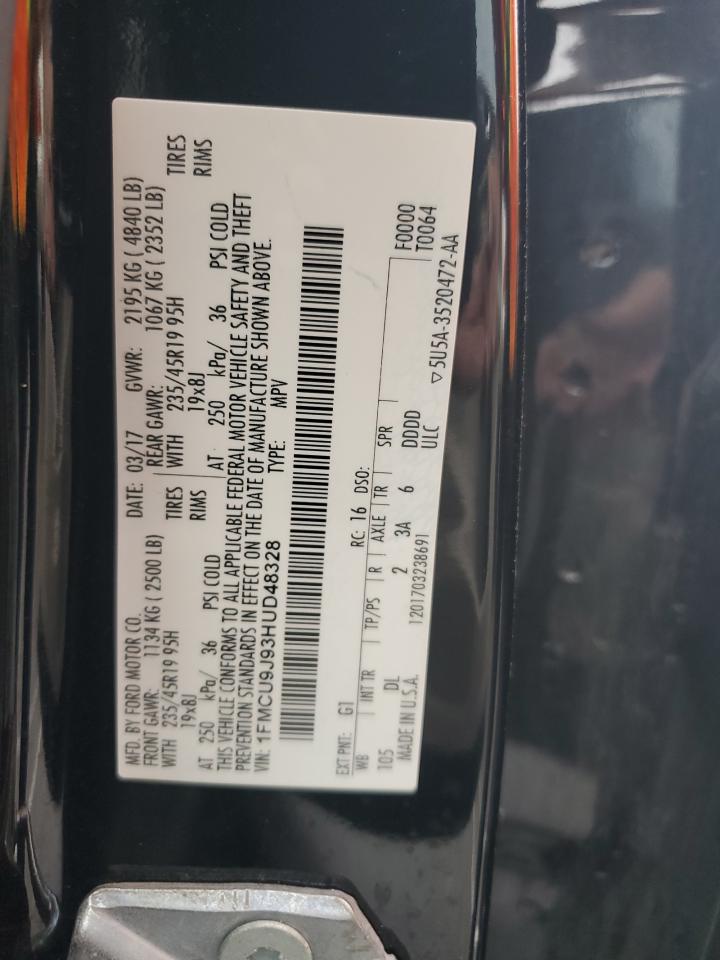 MFD. BY FORD MOTOR CO.
DATE: 03/17 GVWR: 2195 KG ( 4840 LB)
FRONT GAWR: 1134 KG ( 2500 LB) REAR GAWR: 1067 KG ( 2352 LB)
WITH 235/45R19 95H TIRES WITH 235/45R19 95H TIRES
19x8J RIMS 19x8J RIMS
AT 250 kPa/ 36 PSI COLD AT 250 kPa/ 36 PSI COLD
THIS VEHICLE CONFORMS TO ALL APPLICABLE FEDERAL MOTOR VEHICLE SAFETY AND THEFT
PREVENTION STANDARDS IN EFFECT ON THE DATE OF MANUFACTURE SHOWN ABOVE.
VIN: 1FMCU9J93HUD48328 TYPE: MPV
EXT PNT: G1 RC: 16 DSO:
WB INT TR TP/PS R AXLE TR SPR F0000
105 DL 2 3A 6 DDDD T0064
MADE IN U.S.A. 1201703238691 ULC ▽5U5A-3520472-AA